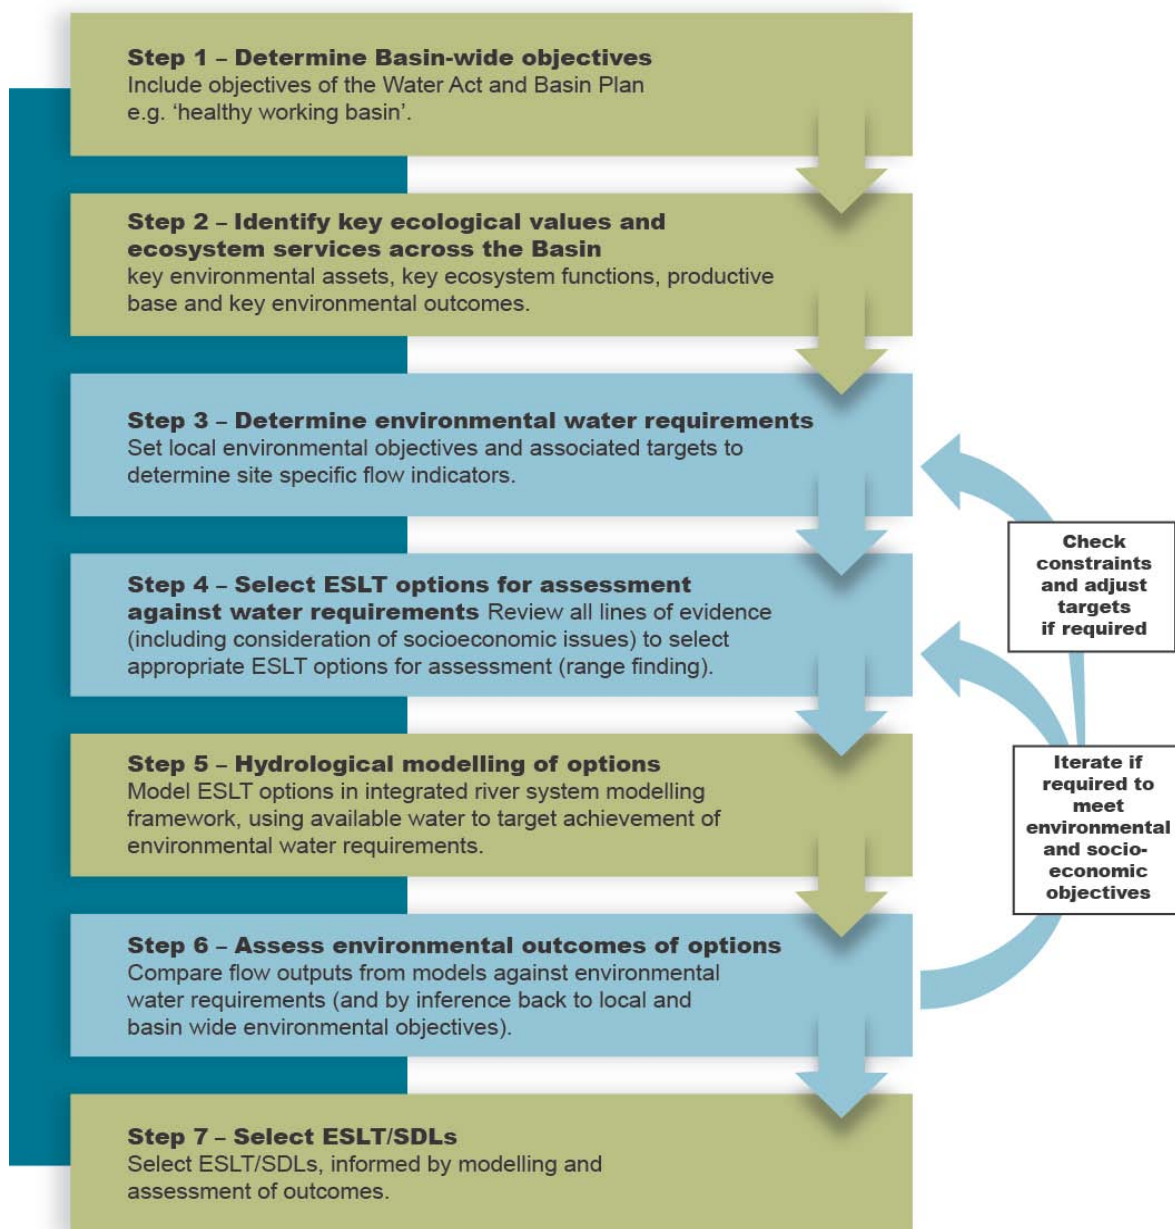 Step 1 – Determine Basin-wide objectives
Include objectives of the Water Act and Basin Plan
e.g. ‘healthy working basin’.
Step 2 – Identify key ecological values and
ecosystem services across the Basin
key environmental assets, key ecosystem functions, productive
base and key environmental outcomes.
Step 3 – Determine environmental water requirements
Set local environmental objectives and associated targets to
determine site specific flow indicators.
Step 4 – Select ESLT options for assessment
against water requirements Review all lines of evidence
(including consideration of socioeconomic issues) to select
appropriate ESLT options for assessment (range finding).
Step 5 – Hydrological modelling of options
Model ESLT options in integrated river system modelling
framework, using available water to target achievement of
environmental water requirements.
Step 6 – Assess environmental outcomes of options
Compare flow outputs from models against environmental
water requirements (and by inference back to local and
basin wide environmental objectives).
Step 7 – Select ESLT/SDLs
Select ESLT/SDLs, informed by modelling and
assessment of outcomes.
Check
constraints
and adjust
targets
if required
Iterate if
required to
meet
environmental
and socio-
economic
objectives